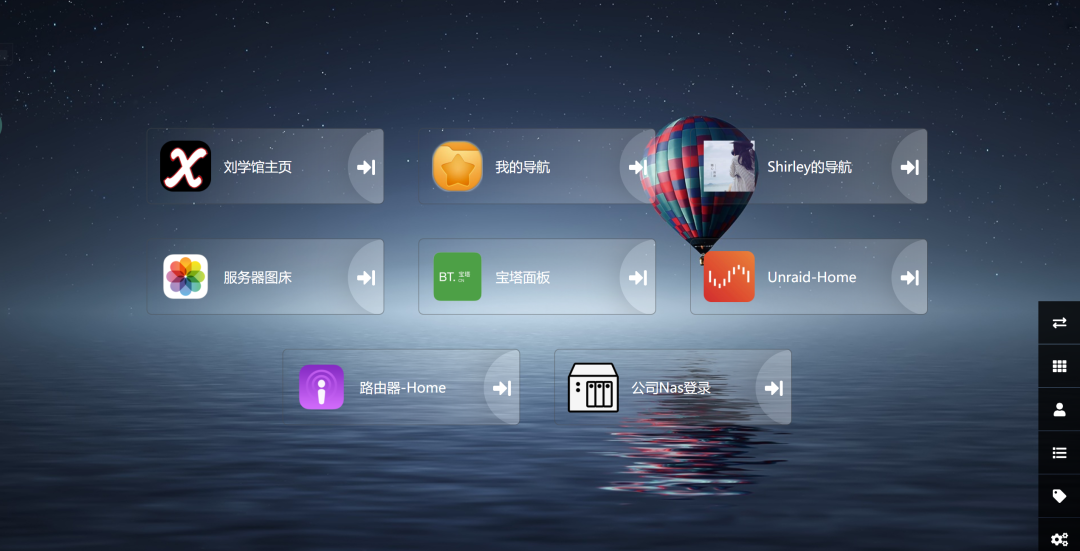 刘学馆主页
我的导航
Shirley的导航
服务器图床
BT.宝塔
CN
宝塔面板
Unraid-Home
路由器-Home
公司Nas登录